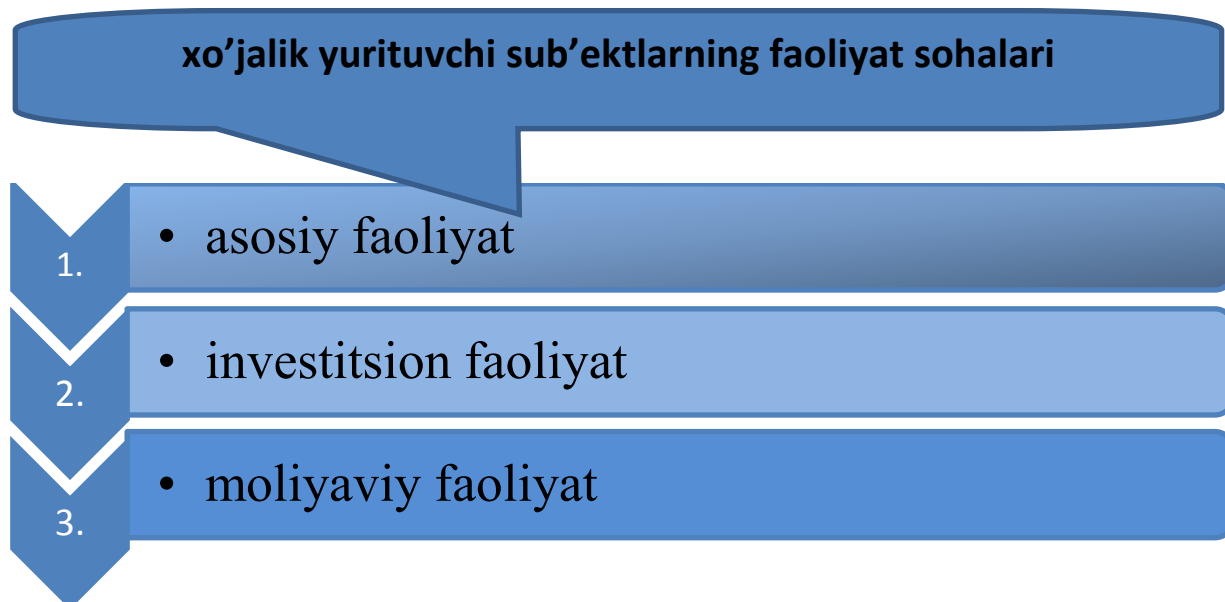 xo’jalik yurituvchi sub’ektlarning faoliyat sohalari
1.
• asosiy faoliyat
2.
• investitsion faoliyat
3.
• moliyaviy faoliyat